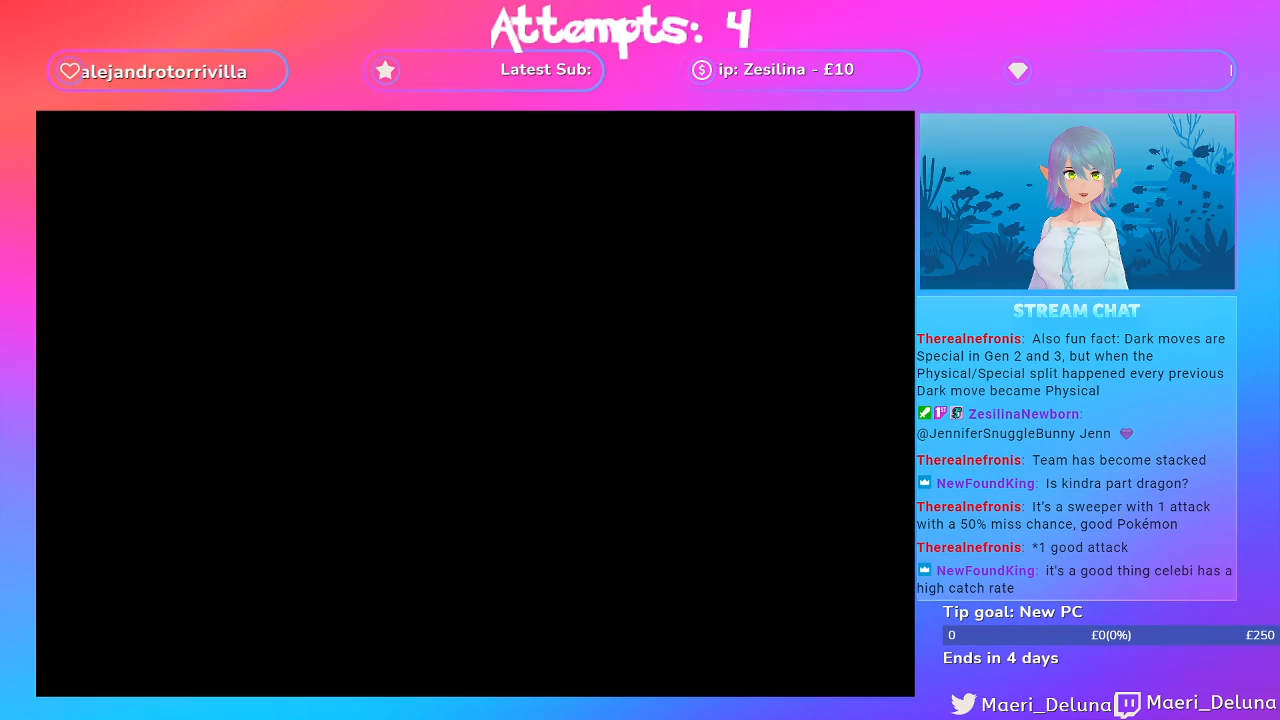 Attempts: 4
alejandrotorrivilla
Latest Sub:
ip: Zesilina - £10
STREAM CHAT
Therealnefronis: Also fun fact: Dark moves are
Special in Gen 2 and 3, but when the
Physical/Special split happened every previous
Dark move became Physical
1ST ZesilinaNewborn:
@JenniferSnuggleBunny Jenn
Therealnefronis: Team has become stacked
NewFoundKing: Is kindra part dragon?
Therealnefronis: It's a sweeper with 1 attack
with a 50% miss chance, good Pokémon
Therealnefronis: *1 good attack
NewFoundKing: it's a good thing celebi has a
high catch rate
Tip goal: New PC
0 £0(0%) £250
Ends in 4 days
Maeri_Deluna Maeri_Deluna